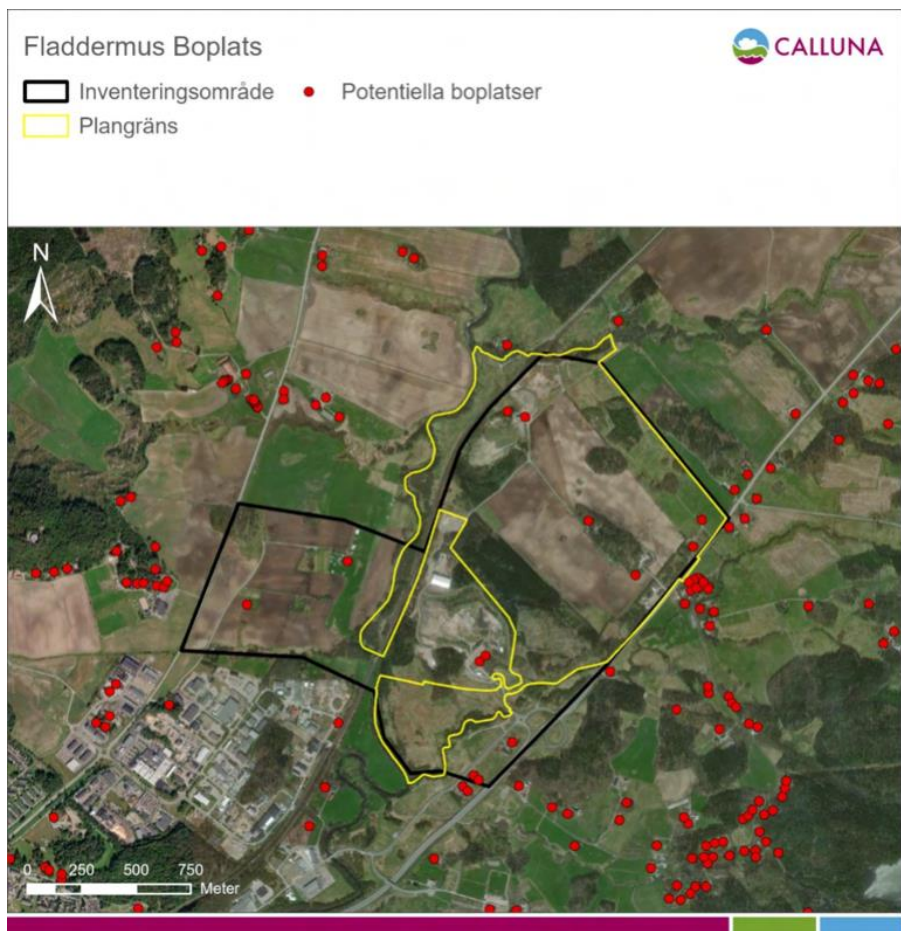 Fladdermus Boplats
CALLUNA
Inventeringsområde
Potentiella boplatser
Plangräns
N
0 250 500 750
Meter